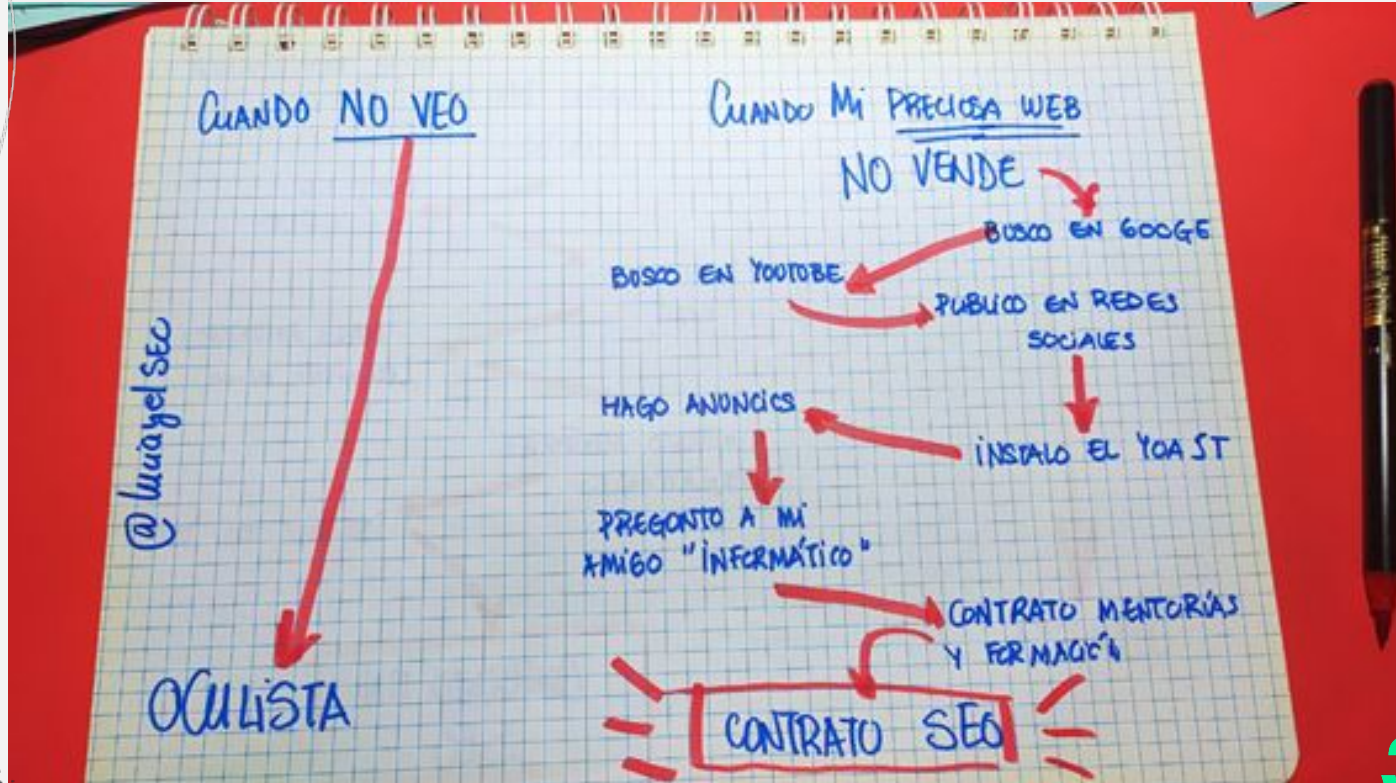 CUANDO NO VEO
OCULISTA
@luciayelseo
CUANDO Mi PRECIOSA WEB
NO VENDE
BUSCO EN GOOGE
BUSCO EN YOUTUBE
PUBLICO EN REDES
SOCIALES
iNSTALO EL YOAST
HAGO ANUNCIOS
PREGUNTO A Mi
AMiGO "iNFORMÁTiCO"
CONTRATO MENTORíAS
Y FORMACIÓN
CONTRATO SEO